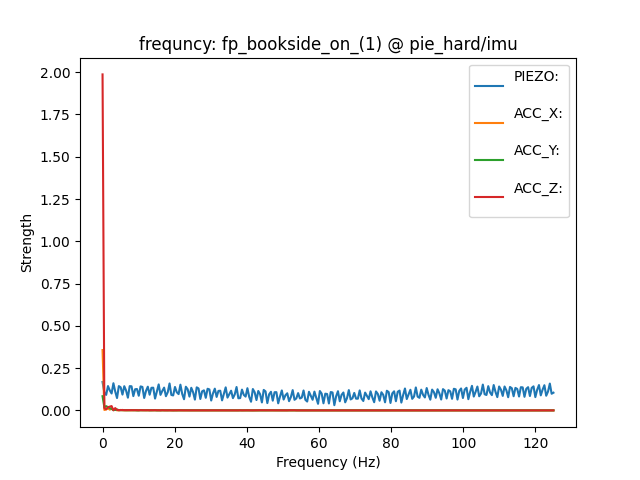 frequncy: fp_bookside_on_(1) @ pie_hard/imu
2.00
1.75
1.50
1.25
1.00
0.75
0.50
0.25
0.00
Strength
PIEZO:
ACC_X:
ACC_Y:
ACC_Z:
0 20 40 60 80 100 120
Frequency (Hz)